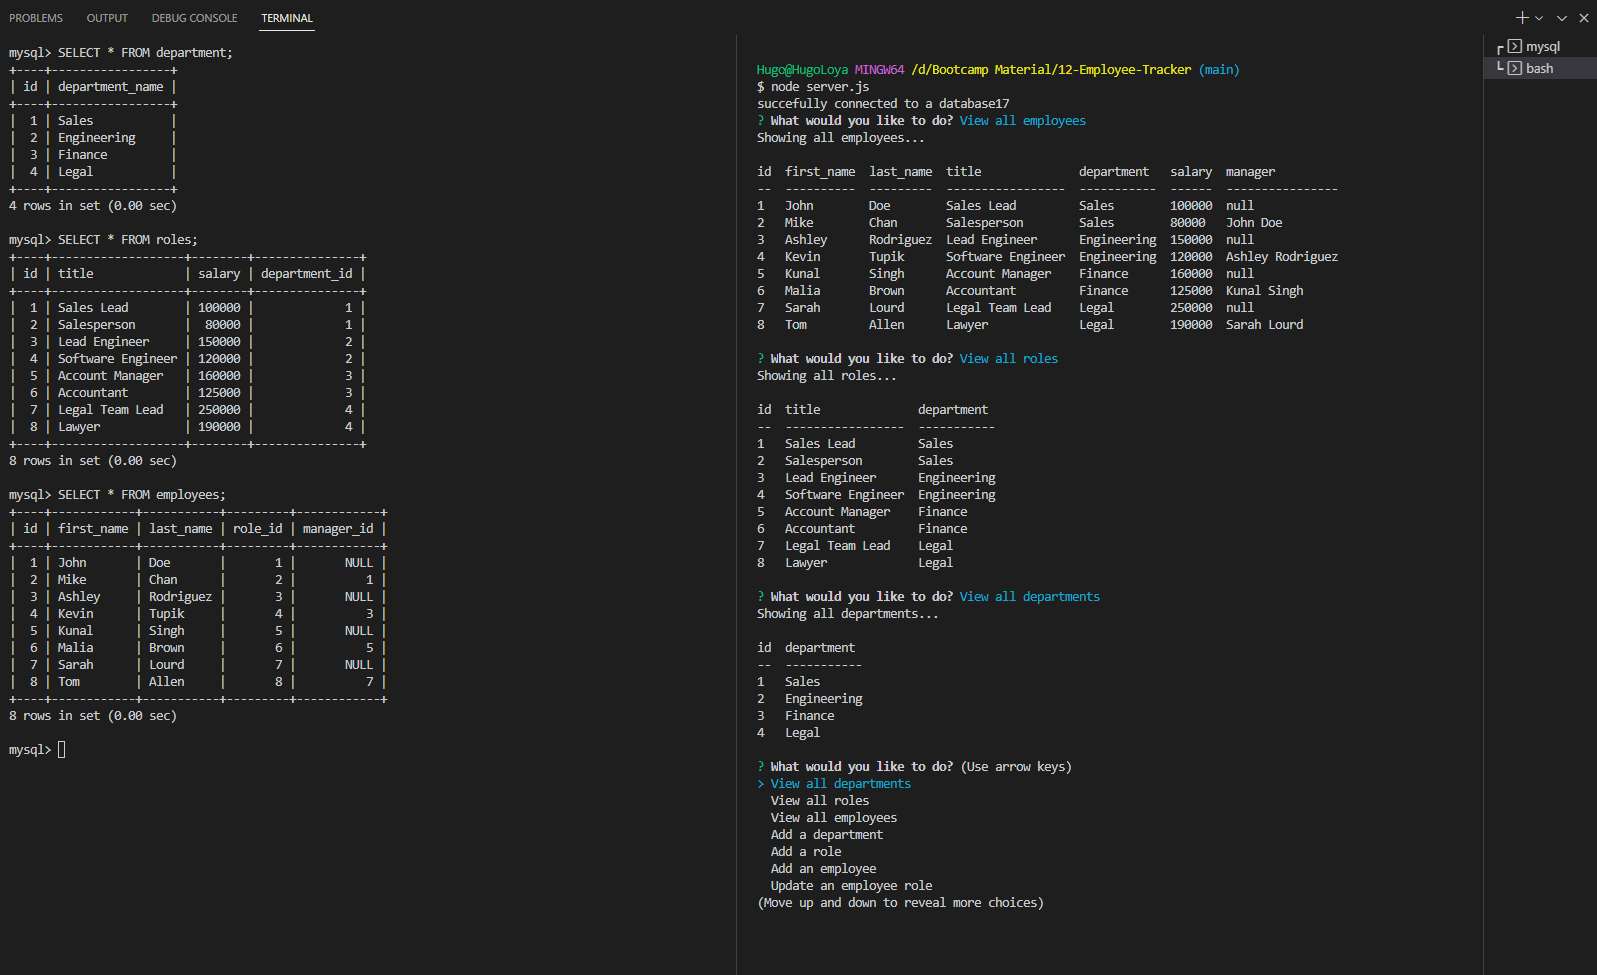 PROBLEMS OUTPUT DEBUG CONSOLE TERMINAL
mysql> SELECT * FROM department;
+----+-----------------+
| id | department_name |
+----+-----------------+
|  1 | Sales           |
|  2 | Engineering     |
|  3 | Finance         |
|  4 | Legal           |
+----+-----------------+
4 rows in set (0.00 sec)
mysql> SELECT * FROM roles;
+----+-------------------+--------+---------------+
| id | title             | salary | department_id |
+----+-------------------+--------+---------------+
|  1 | Sales Lead        | 100000 |             1 |
|  2 | Salesperson       |  80000 |             1 |
|  3 | Lead Engineer     | 150000 |             2 |
|  4 | Software Engineer | 120000 |             2 |
|  5 | Account Manager   | 160000 |             3 |
|  6 | Accountant        | 125000 |             3 |
|  7 | Legal Team Lead   | 250000 |             4 |
|  8 | Lawyer            | 190000 |             4 |
+----+-------------------+--------+---------------+
8 rows in set (0.00 sec)
mysql> SELECT * FROM employees;
+----+------------+-----------+---------+------------+
| id | first_name | last_name | role_id | manager_id |
+----+------------+-----------+---------+------------+
|  1 | John       | Doe       |       1 |       NULL |
|  2 | Mike       | Chan      |       2 |          1 |
|  3 | Ashley     | Rodriguez |       3 |       NULL |
|  4 | Kevin      | Tupik     |       4 |          3 |
|  5 | Kunal      | Singh     |       5 |       NULL |
|  6 | Malia      | Brown     |       6 |          5 |
|  7 | Sarah      | Lourd     |       7 |       NULL |
|  8 | Tom        | Allen     |       8 |          7 |
+----+------------+-----------+---------+------------+
8 rows in set (0.00 sec)
mysql>
Hugo@HugoLoya MINGW64 /d/Bootcamp Material/12-Employee-Tracker (main)
$ node server.js
succefully connected to a database17
? What would you like to do? View all employees
Showing all employees...
id  first_name  last_name  title              department   salary  manager
--  ----------  ---------  -----------------  -----------  ------  ----------------
1   John        Doe        Sales Lead         Sales        100000  null
2   Mike        Chan       Salesperson        Sales        80000   John Doe
3   Ashley      Rodriguez  Lead Engineer      Engineering  150000  null
4   Kevin       Tupik      Software Engineer  Engineering  120000  Ashley Rodriguez
5   Kunal       Singh      Account Manager    Finance      160000  null
6   Malia       Brown      Accountant         Finance      125000  Kunal Singh
7   Sarah       Lourd      Legal Team Lead    Legal        250000  null
8   Tom         Allen      Lawyer             Legal        190000  Sarah Lourd
? What would you like to do? View all roles
Showing all roles...
id  title              department
--  -----------------  -----------
1   Sales Lead         Sales
2   Salesperson        Sales
3   Lead Engineer      Engineering
4   Software Engineer  Engineering
5   Account Manager    Finance
6   Accountant         Finance
7   Legal Team Lead    Legal
8   Lawyer             Legal
? What would you like to do? View all departments
Showing all departments...
id  department
--  -----------
1   Sales
2   Engineering
3   Finance
4   Legal
? What would you like to do? (Use arrow keys)
> View all departments
View all roles
View all employees
Add a department
Add a role
Add an employee
Update an employee role
(Move up and down to reveal more choices)
mysql
bash